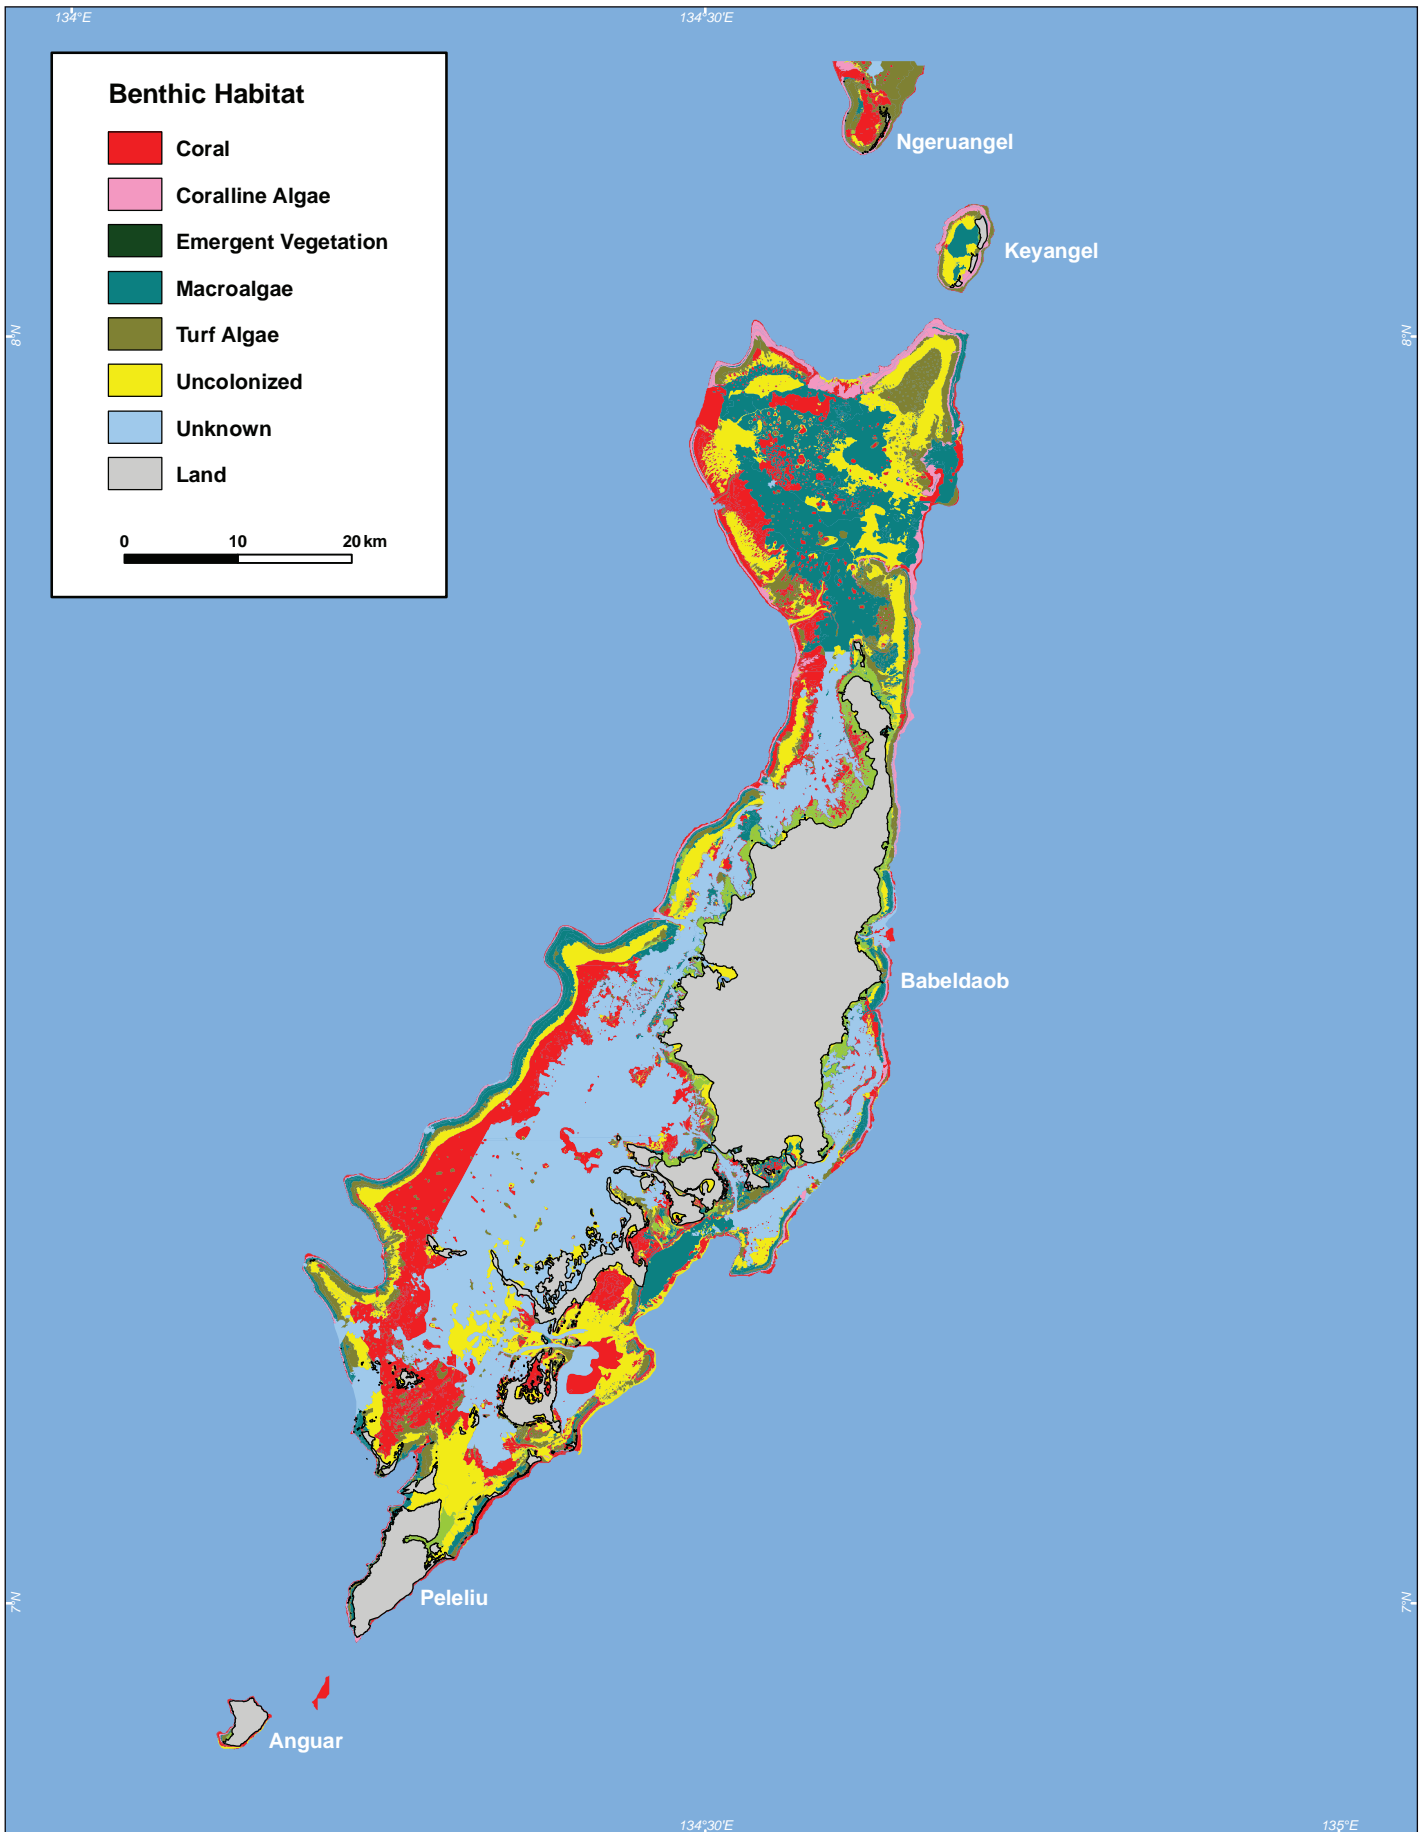 134°E
134°30'E
Benthic Habitat
Coral
Coralline Algae
Emergent Vegetation
Macroalgae
Turf Algae
Uncolonized
Unknown
Land
0 10 20 km
Ngeruangel
Keyangel
8°N
8°N
Babeldaob
7°N
7°N
Peleliu
Anguar
134°30'E
135°E